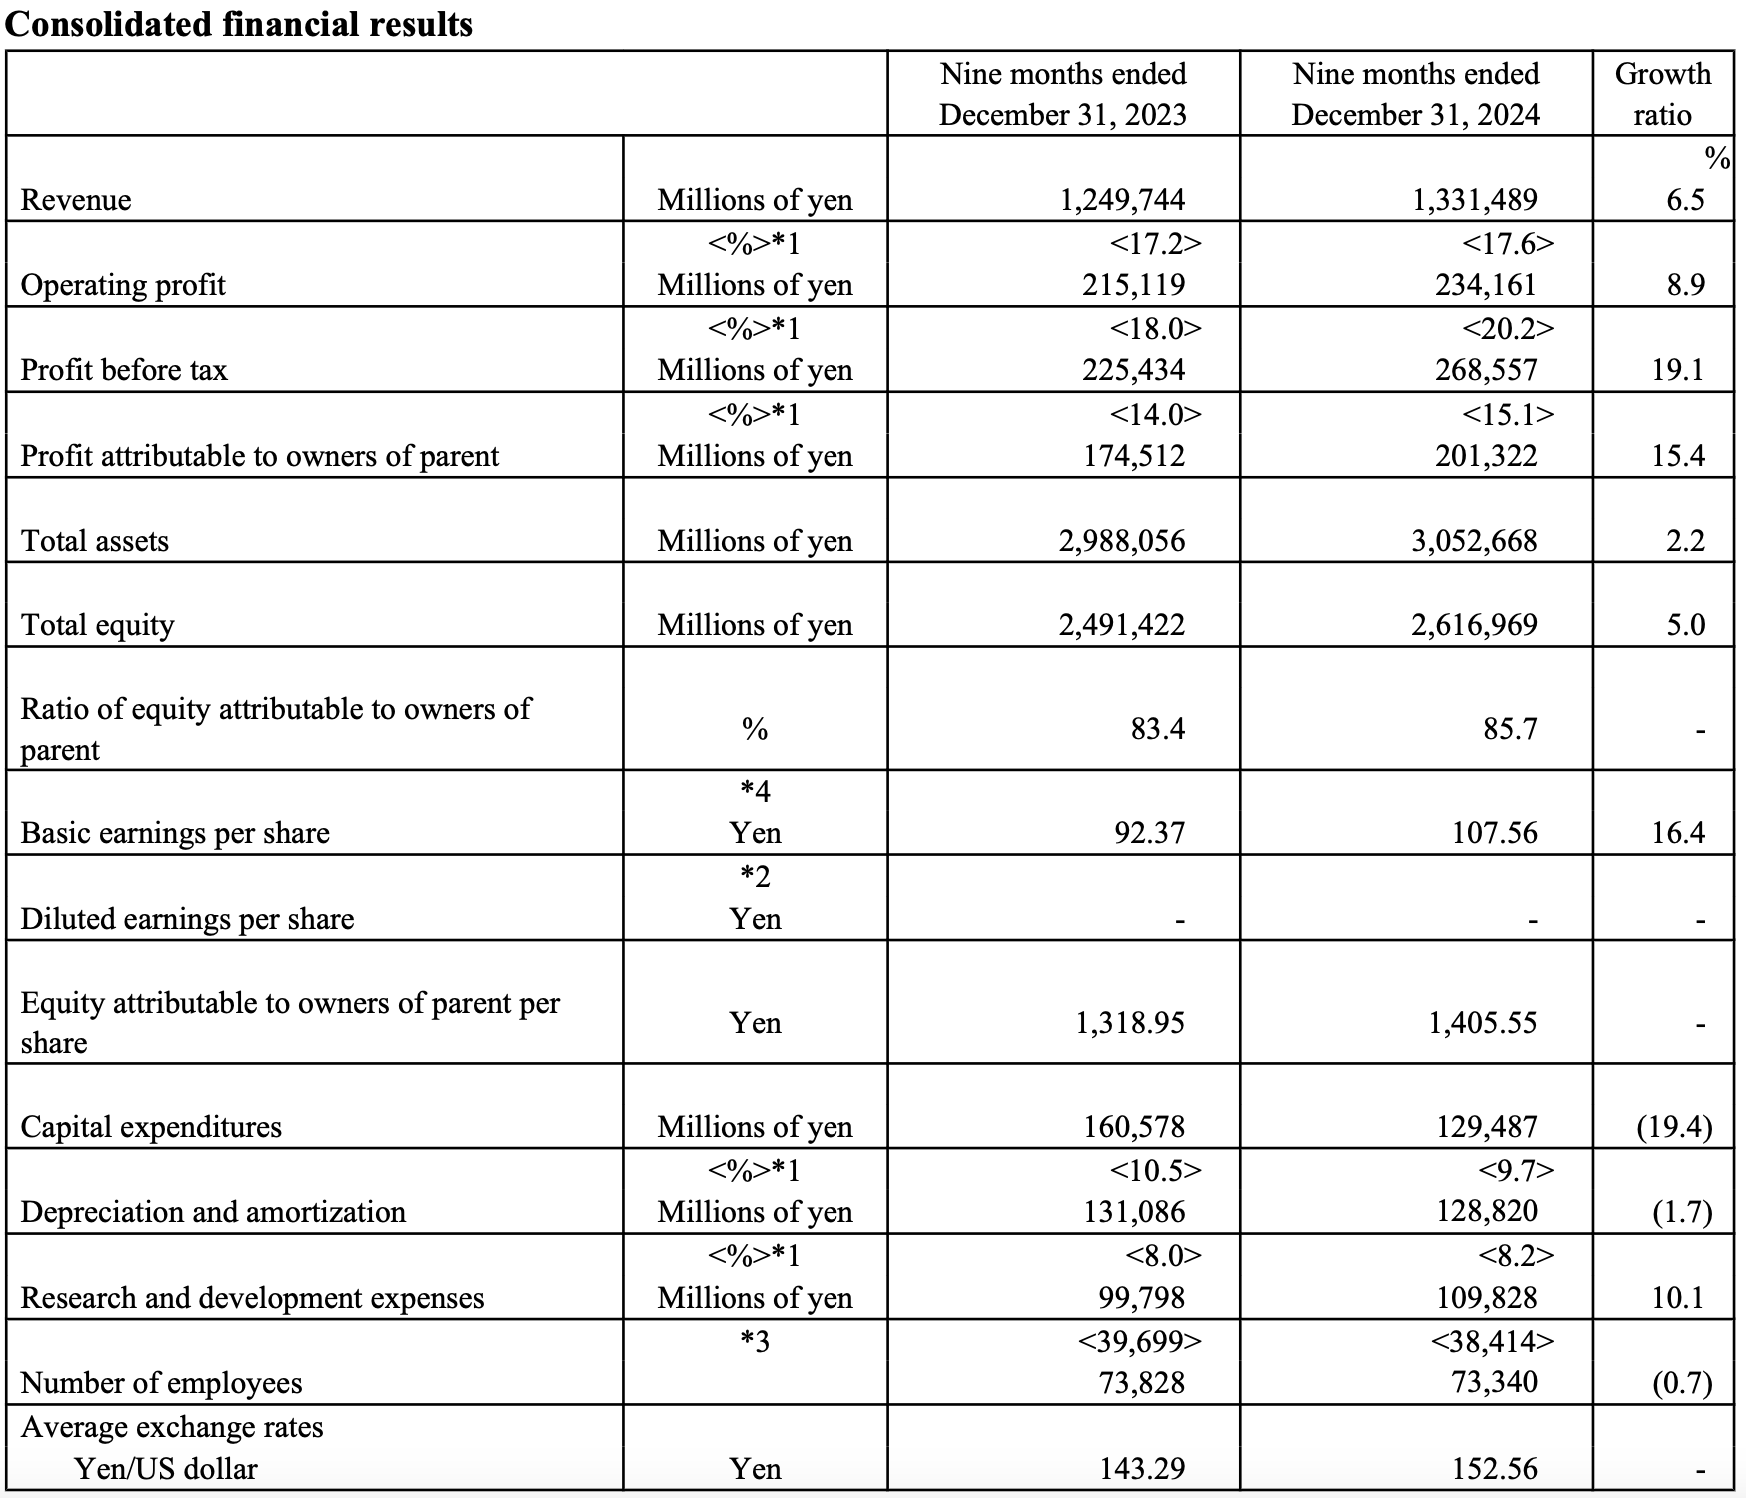 Consolidated financial results
Nine months ended Nine months ended Growth
December 31, 2023 December 31, 2024 ratio
%
Revenue Millions of yen 1,249,744 1,331,489 6.5
<%>*1 <17.2> <17.6>
Operating profit Millions of yen 215,119 234,161 8.9
<%>*1 <18.0> <20.2>
Profit before tax Millions of yen 225,434 268,557 19.1
<%>*1 <14.0> <15.1>
Profit attributable to owners of parent Millions of yen 174,512 201,322 15.4
Total assets Millions of yen 2,988,056 3,052,668 2.2
Total equity Millions of yen 2,491,422 2,616,969 5.0
Ratio of equity attributable to owners of
parent % 83.4 85.7 -
*4
Basic earnings per share Yen 92.37 107.56 16.4
*2
Diluted earnings per share Yen - - -
Equity attributable to owners of parent per
share Yen 1,318.95 1,405.55 -
Capital expenditures Millions of yen 160,578 129,487 (19.4)
<%>*1 <10.5> <9.7>
Depreciation and amortization Millions of yen 131,086 128,820 (1.7)
<%>*1 <8.0> <8.2>
Research and development expenses Millions of yen 99,798 109,828 10.1
*3 <39,699> <38,414>
Number of employees 73,828 73,340 (0.7)
Average exchange rates
Yen/US dollar Yen 143.29 152.56 -